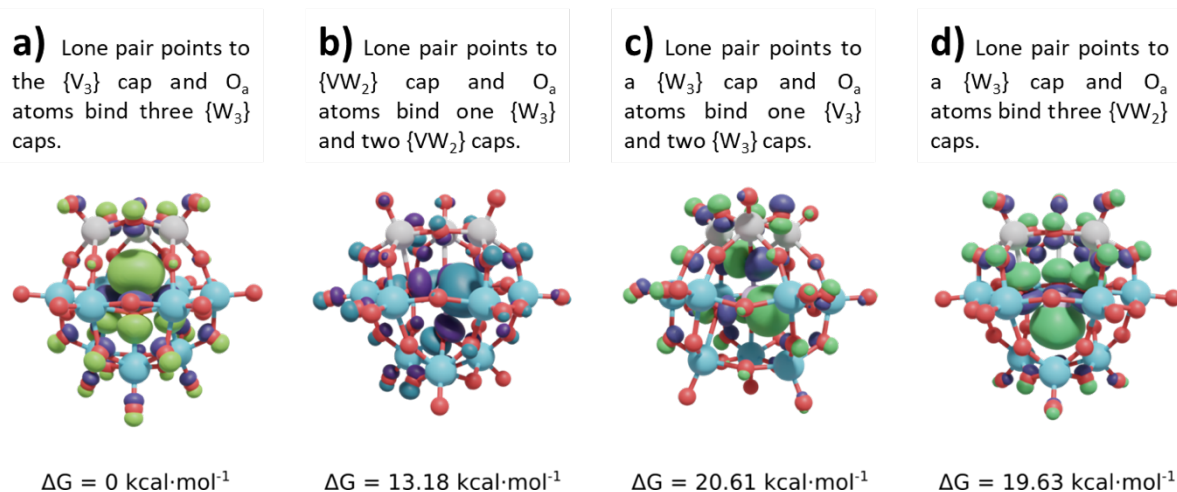 a) Lone pair points to
the {V₃} cap and Oₐ
atoms bind three {W₃}
caps.
b) Lone pair points to
{VW₂} cap and Oₐ
atoms bind one {W₃}
and two {VW₂} caps.
c) Lone pair points to
a {W₃} cap and Oₐ
atoms bind one {V₃}
and two {W₃} caps.
d) Lone pair points to
a {W₃} cap and Oₐ
atoms bind three {VW₂}
caps.
ΔG = 0 kcal·mol⁻¹
ΔG = 13.18 kcal·mol⁻¹
ΔG = 20.61 kcal·mol⁻¹
ΔG = 19.63 kcal·mol⁻¹